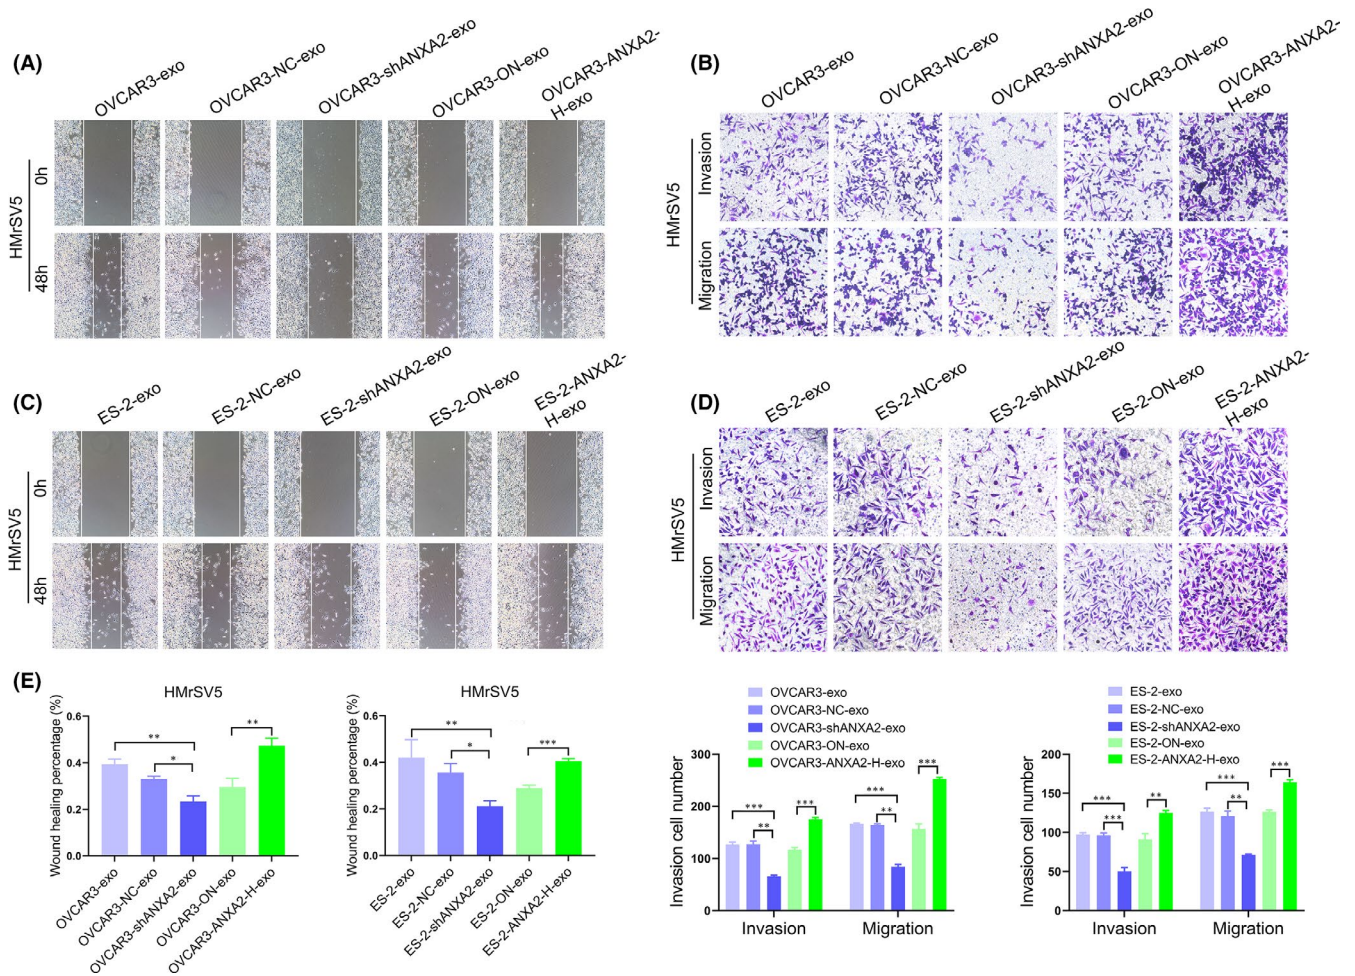 (A)
OVCAR3-exo
OVCAR3-NC-exo
OVCAR3-shANXA2-exo
OVCAR3-ON-exo
OVCAR3-ANXA2-
H-exo
HMrSV5
0h
48h
(B)
OVCAR3-exo
OVCAR3-NC-exo
OVCAR3-shANXA2-exo
OVCAR3-ON-exo
OVCAR3-ANXA2-
H-exo
HMrSV5
Invasion
Migration
(C)
ES-2-exo
ES-2-NC-exo
ES-2-shANXA2-exo
ES-2-ON-exo
ES-2-ANXA2-
H-exo
HMrSV5
0h
48h
(D)
ES-2-exo
ES-2-NC-exo
ES-2-shANXA2-exo
ES-2-ON-exo
ES-2-ANXA2-
H-exo
HMrSV5
Invasion
Migration
(E)
HMrSV5
Wound healing percentage (%)
0.6
0.4
0.2
0.0
**
*
**
OVCAR3-exo
OVCAR3-NC-exo
OVCAR3-shANXA2-exo
OVCAR3-ON-exo
OVCAR3-ANXA2-H-exo
HMrSV5
Wound healing percentage (%)
0.6
0.4
0.2
0.0
**
*
***
ES-2-exo
ES-2-NC-exo
ES-2-shANXA2-exo
ES-2-ON-exo
ES-2-ANXA2-H-exo
OVCAR3-exo
OVCAR3-NC-exo
OVCAR3-shANXA2-exo
OVCAR3-ON-exo
OVCAR3-ANXA2-H-exo
Invasion cell number
300
200
100
0
***
**
***
***
**
***
Invasion
Migration
ES-2-exo
ES-2-NC-exo
ES-2-shANXA2-exo
ES-2-ON-exo
ES-2-ANXA2-H-exo
Invasion cell number
200
150
100
50
0
***
***
**
***
**
***
Invasion
Migration